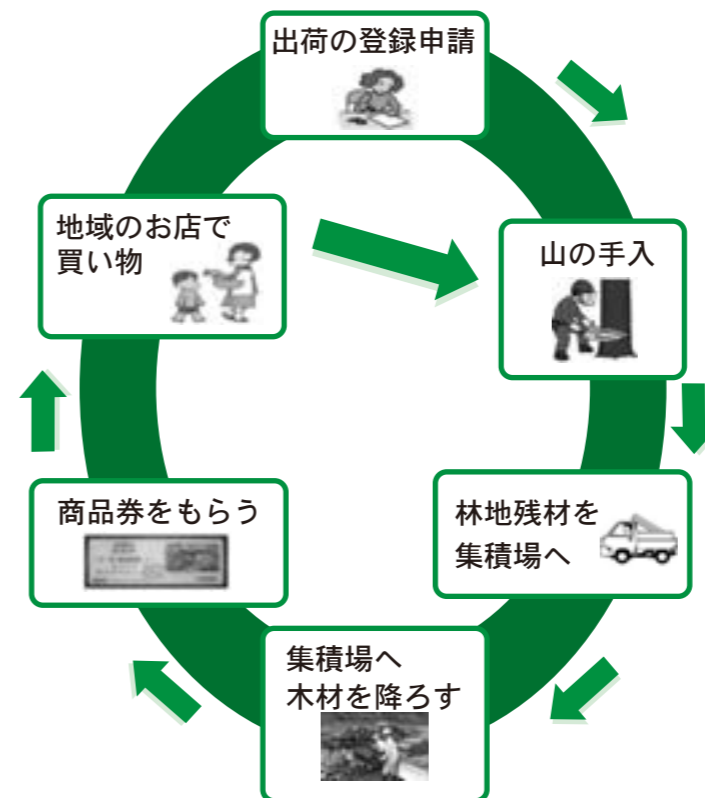 出荷の登録申請
山の手入
林地残材を
集積場へ
集積場へ
木材を降ろす
商品券をもらう
地域のお店で
買い物